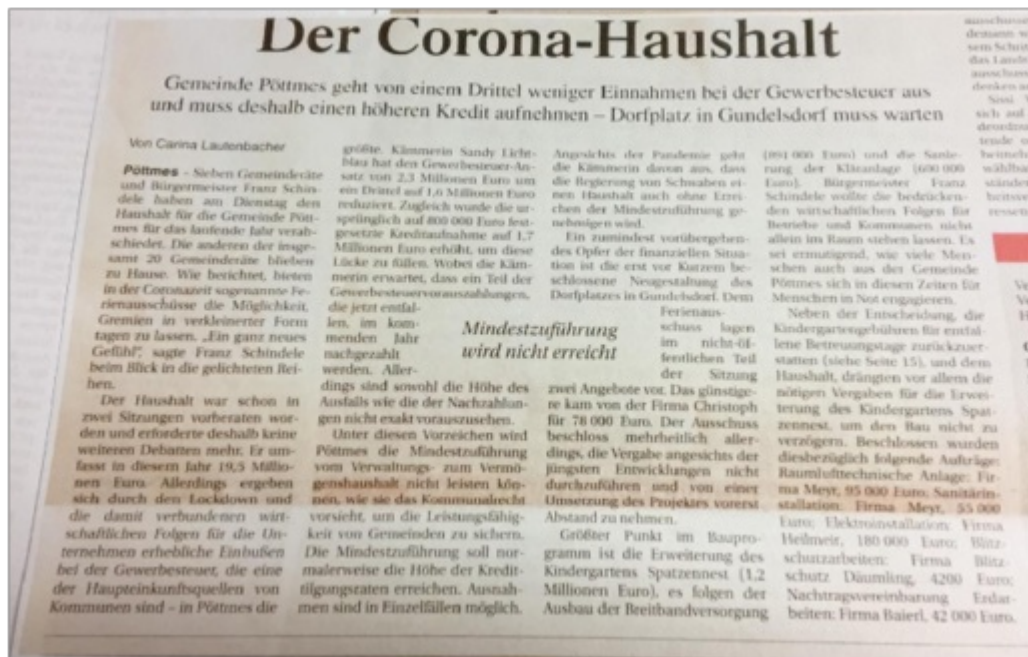 Der Corona-Haushalt
Gemeinde Pöttmes geht von einem Drittel weniger Einnahmen bei der Gewerbesteuer aus
und muss deshalb einen höheren Kredit aufnehmen – Dorfplatz in Gundelsdorf muss warten
Von Carina Lautenbacher
Pöttmes – Sieben Gemeinderäte
und Bürgermeister Franz Schin-
dele haben am Dienstag den
Haushalt für die Gemeinde Pött-
mes für das laufende Jahr verab-
schiedet. Die anderen der insge-
samt 20 Gemeinderäte blieben
zu Hause. Wie berichtet, bieten
in der Coronazeit sogenannte Fe-
rienausschüsse die Möglichkeit,
Gremien in verkleinerter Form
tagen zu lassen. „Ein ganz neues
Gefühl“, sagte Franz Schindele
beim Blick in die gelichteten Rei-
hen.
Der Haushalt war schon in
zwei Sitzungen vorberaten wor-
den und erforderte deshalb keine
weiteren Debatten mehr. Er um-
fasst in diesem Jahr 19,5 Millio-
nen Euro. Allerdings ergeben
sich durch den Lockdown und
die damit verbundenen wirt-
schaftlichen Folgen für die Un-
ternehmen erhebliche Einbußen
bei der Gewerbesteuer, die eine
der Haupteinkunftsquellen von
Kommunen sind – in Pöttmes die
größte. Kämmerin Sandy Licht-
blau hat den Gewerbesteuer-An-
satz von 2,3 Millionen Euro um
ein Drittel auf 1,6 Millionen Euro
reduziert. Zugleich wurde die ur-
sprünglich auf 800 000 Euro fest-
gesetzte Kreditaufnahme auf 1,7
Millionen Euro erhöht, um diese
Lücke zu füllen. Wobei die Käm-
merin erwartet, dass ein Teil der
Gewerbesteuervorauszahlungen,
die jetzt entfal-
len, im kom-
menden Jahr
nachgezahlt
werden. Aller-
dings sind sowohl die Höhe des
Ausfalls wie die der Nachzahlun-
gen nicht exakt vorauszusehen.
Unter diesen Vorzeichen wird
Pöttmes die Mindestzuführung
vom Verwaltungs- zum Vermö-
genshaushalt nicht leisten kön-
nen, wie sie das Kommunalrecht
vorsieht, um die Leistungsfähig-
keit von Gemeinden zu sichern.
Die Mindestzuführung soll nor-
malerweise die Höhe der Kredit-
tilgungsraten erreichen. Ausnah-
men sind in Einzelfällen möglich.
Mindestzuführung
wird nicht erreicht
Angesichts der Pandemie geht
die Kämmerin davon aus, dass
die Regierung von Schwaben ei-
nen Haushalt auch ohne Errei-
chen der Mindestzuführung ge-
nehmigen wird.
Ein zumindest vorübergehen-
des Opfer der finanziellen Situa-
tion ist die erst vor Kurzem be-
schlossene Neugestaltung des
Dorfplatzes in Gundelsdorf. Dem
Ferienaus-
schuss lagen
im nicht-öf-
fentlichen Teil
der Sitzung
zwei Angebote vor. Das günstige-
re kam von der Firma Christoph
für 78 000 Euro. Der Ausschuss
beschloss mehrheitlich aller-
dings, die Vergabe angesichts der
jüngsten Entwicklungen nicht
durchzuführen und von einer
Umsetzung des Projektes vorerst
Abstand zu nehmen.
Größter Punkt im Baupro-
gramm ist die Erweiterung des
Kindergartens Spatzennest (1,2
Millionen Euro), es folgen der
Ausbau der Breitbandversorgung
(891 000 Euro) und die Sanie-
rung der Kläranlage (600 000
Euro). Bürgermeister Franz
Schindele wollte die bedrücken-
den wirtschaftlichen Folgen für
Betriebe und Kommunen nicht
allein im Raum stehen lassen. Es
sei ermutigend, wie viele Men-
schen auch aus der Gemeinde
Pöttmes sich in diesen Zeiten für
Menschen in Not engagieren.
Neben der Entscheidung, die
Kindergartengebühren für entfal-
lene Betreuungstage zurückzuer-
statten (siehe Seite 15), und dem
Haushalt, drängten vor allem die
nötigen Vergaben für die Erwei-
terung des Kindergartens Spat-
zennest, um den Bau nicht zu
verzögern. Beschlossen wurden
diesbezüglich folgende Aufträge:
Raumlufttechnische Anlage: Fir-
ma Meyr, 95 000 Euro; Sanitärin-
stallation: Firma Meyr, 55 000
Euro; Elektroinstallation: Firma
Heilmeir, 180 000 Euro; Blitz-
schutzarbeiten: Firma Blitz-
schutz Däumling, 4200 Euro;
Nachtragsvereinbarung Erdar-
beiten: Firma Baierl, 42 000 Euro.